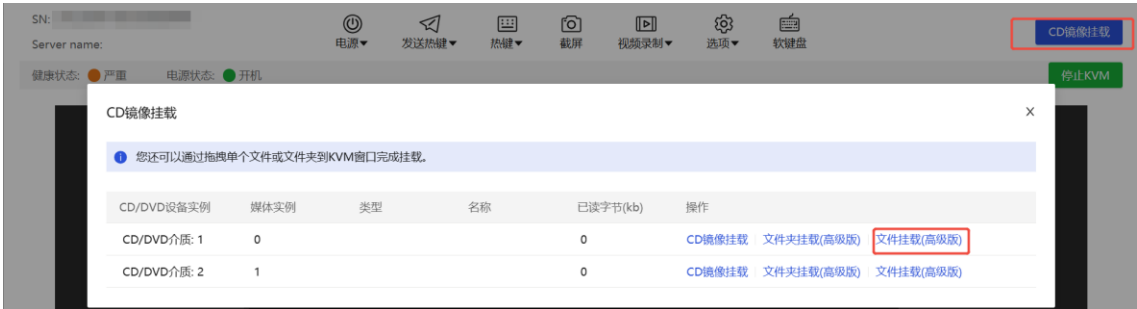 SN:
Server name:
电源▼ 发送热键▼ 热键▼ 截屏 视频录制▼ 选项▼ 软键盘
CD镜像挂载
健康状态: 严重 电源状态: 开机 停止KVM
CD镜像挂载 X
您还可以通过拖拽单个文件或文件夹到KVM窗口完成挂载。
CD/DVD设备实例 媒体实例 类型 名称 已读字节(kb) 操作
CD/DVD介质: 1 0 0 CD镜像挂载 文件夹挂载(高级版) 文件挂载(高级版)
CD/DVD介质: 2 1 0 CD镜像挂载 文件夹挂载(高级版) 文件挂载(高级版)